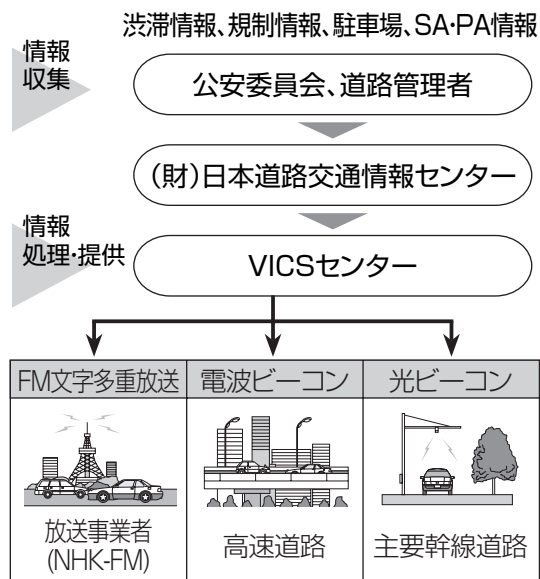 渋滞情報、規制情報、駐車場、SA・PA情報
情報
収集
公安委員会、道路管理者
(財)日本道路交通情報センター
情報
処理・提供
VICSセンター
FM文字多重放送
電波ビーコン
光ビーコン
放送事業者
(NHK-FM)
高速道路
主要幹線道路